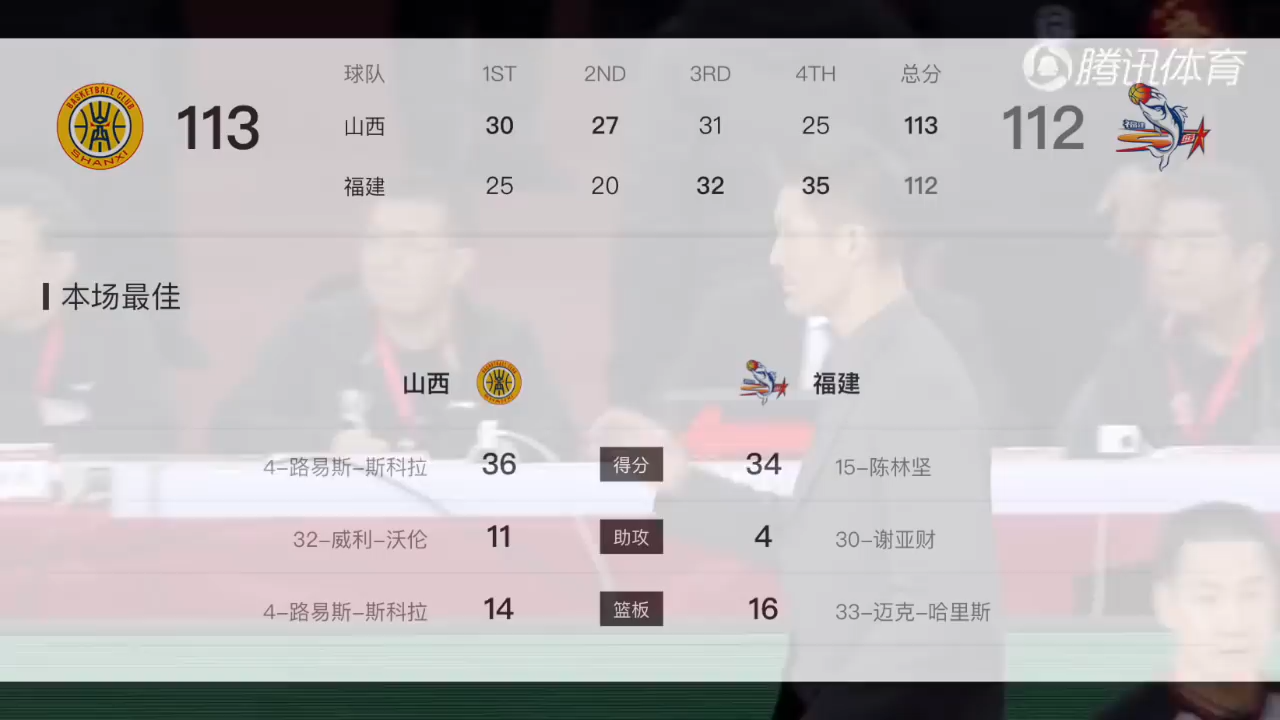 腾讯体育
球队 1ST 2ND 3RD 4TH 总分
113 山西 30 27 31 25 113 112
BASKETBALL CLUB
SHANXI
福建 25 20 32 35 112
本场最佳
山西 福建
4-路易斯-斯科拉 36 得分 34 15-陈林坚
32-威利-沃伦 11 助攻 4 30-谢亚财
4-路易斯-斯科拉 14 篮板 16 33-迈克-哈里斯